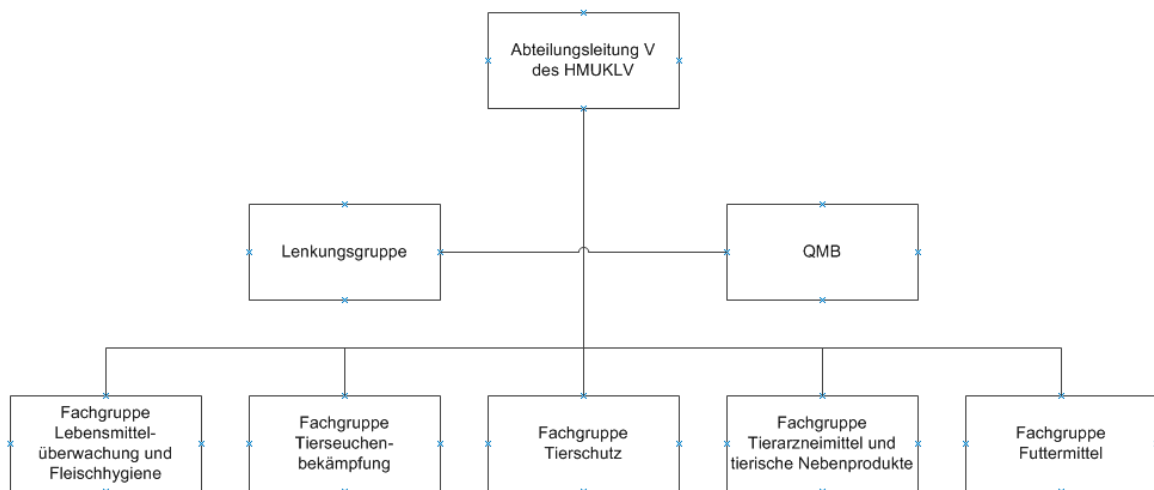 Abteilungsleitung V
des HMUKLV
Lenkungsgruppe
QMB
Fachgruppe
Lebensmittel-
überwachung und
Fleischhygiene
Fachgruppe
Tierseuchen-
bekämpfung
Fachgruppe
Tierschutz
Fachgruppe
Tierarzneimittel und
tierische Nebenprodukte
Fachgruppe
Futtermittel